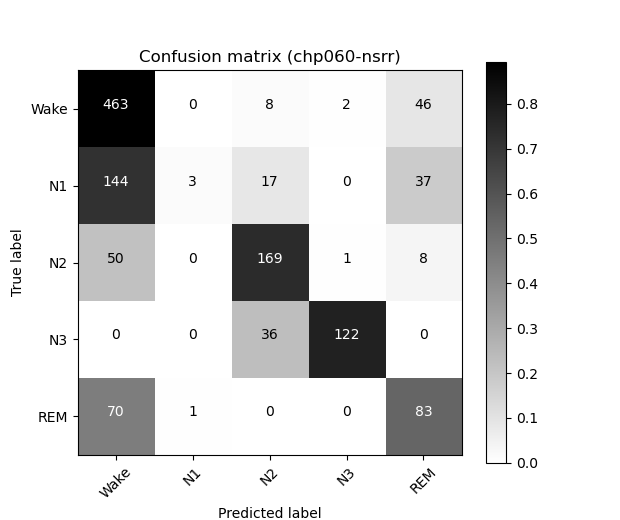 Confusion matrix (chp060-nsrr)
Wake 463 0 8 2 46
N1 144 3 17 0 37
N2 50 0 169 1 8
N3 0 0 36 122 0
REM 70 1 0 0 83
Wake N1 N2 N3 REM
Predicted label
True label
0.8
0.7
0.6
0.5
0.4
0.3
0.2
0.1
0.0